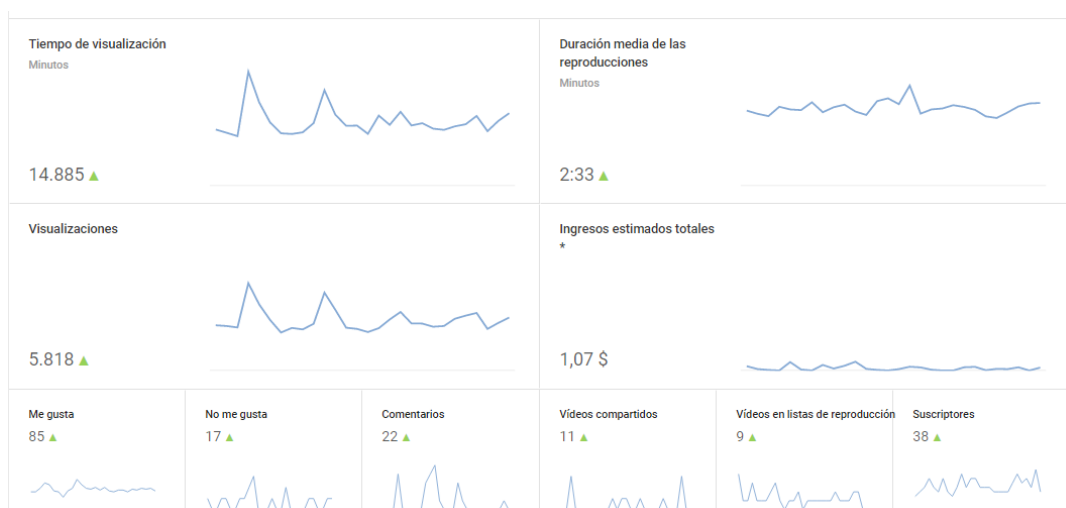 Tiempo de visualización
Minutos
14.885
Duración media de las
reproducciones
Minutos
2:33
Visualizaciones
5.818
Ingresos estimados totales
*
1,07 $
Me gusta
85
No me gusta
17
Comentarios
22
Vídeos compartidos
11
Vídeos en listas de reproducción
9
Suscriptores
38